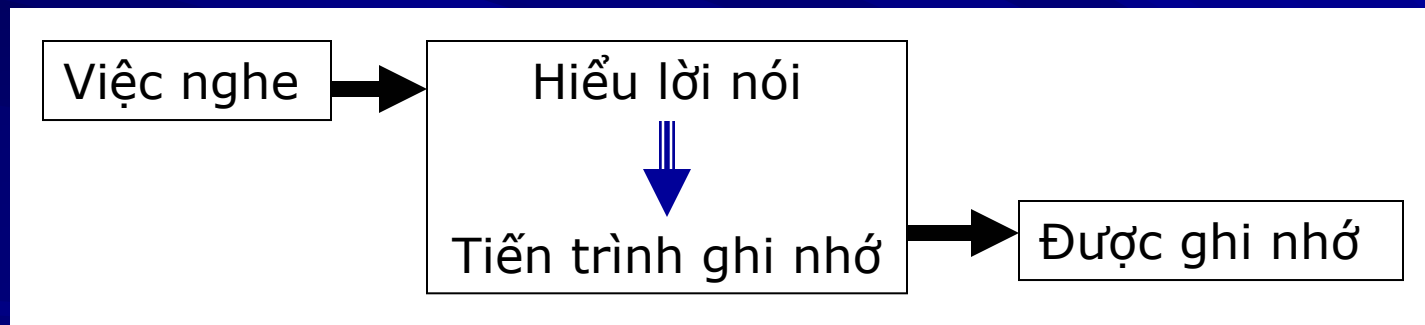 Việc nghe
Hiểu lời nói
Tiến trình ghi nhớ
Được ghi nhớ